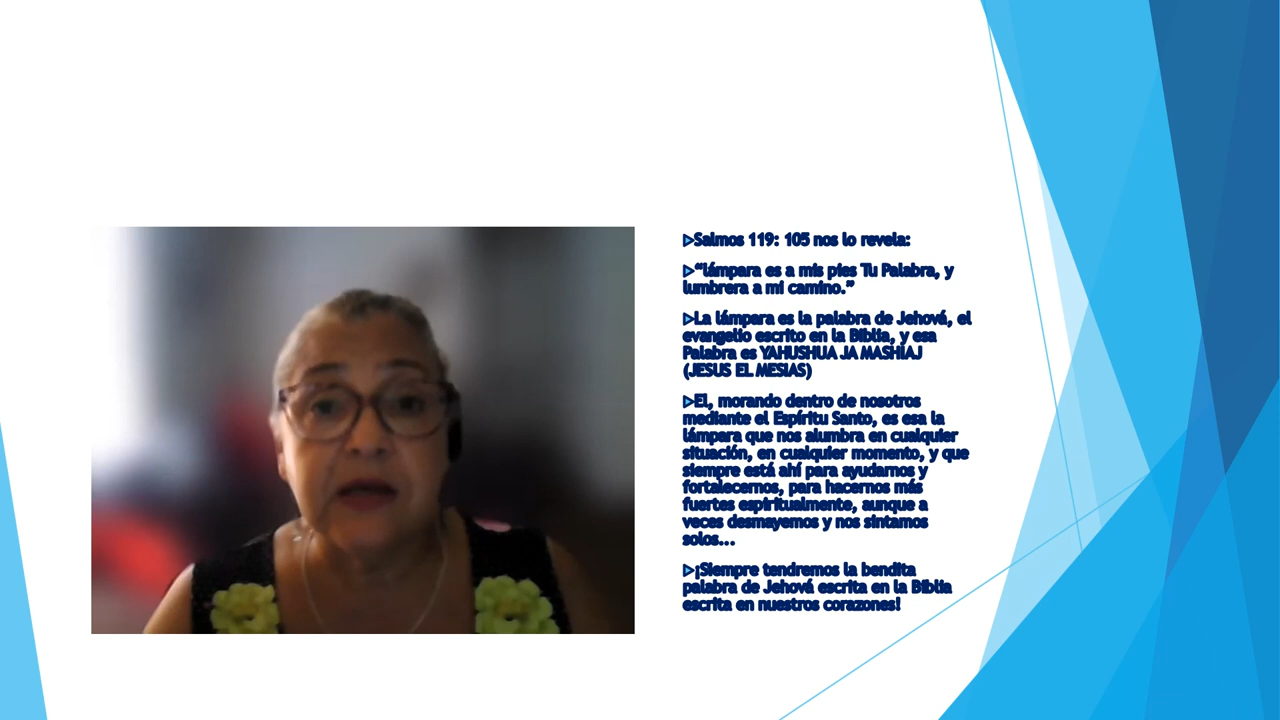 ▷Salmos 119: 105 nos lo revela:
▷“lámpara es a mis pies Tu Palabra, y
lumbrera a mi camino.”
▷La lámpara es la palabra de Jehová, el
evangelio escrito en la Biblia, y esa
Palabra es YAHUSHUA JA MASHIAJ
(JESUS EL MESIAS)
▷El, morando dentro de nosotros
mediante el Espíritu Santo, es esa la
lámpara que nos alumbra en cualquier
situación, en cualquier momento, y que
siempre está ahí para ayudarnos y
fortalecernos, para hacernos más
fuertes espiritualmente, aunque a
veces desmayemos y nos sintamos
solos...
▷¡Siempre tendremos la bendita
palabra de Jehová escrita en la Biblia
escrita en nuestros corazones!